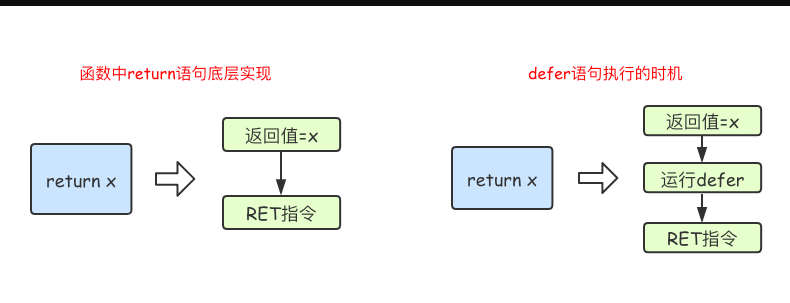 函数中return语句底层实现
return x
返回值=x
RET指令
defer语句执行的时机
return x
返回值=x
运行defer
RET指令